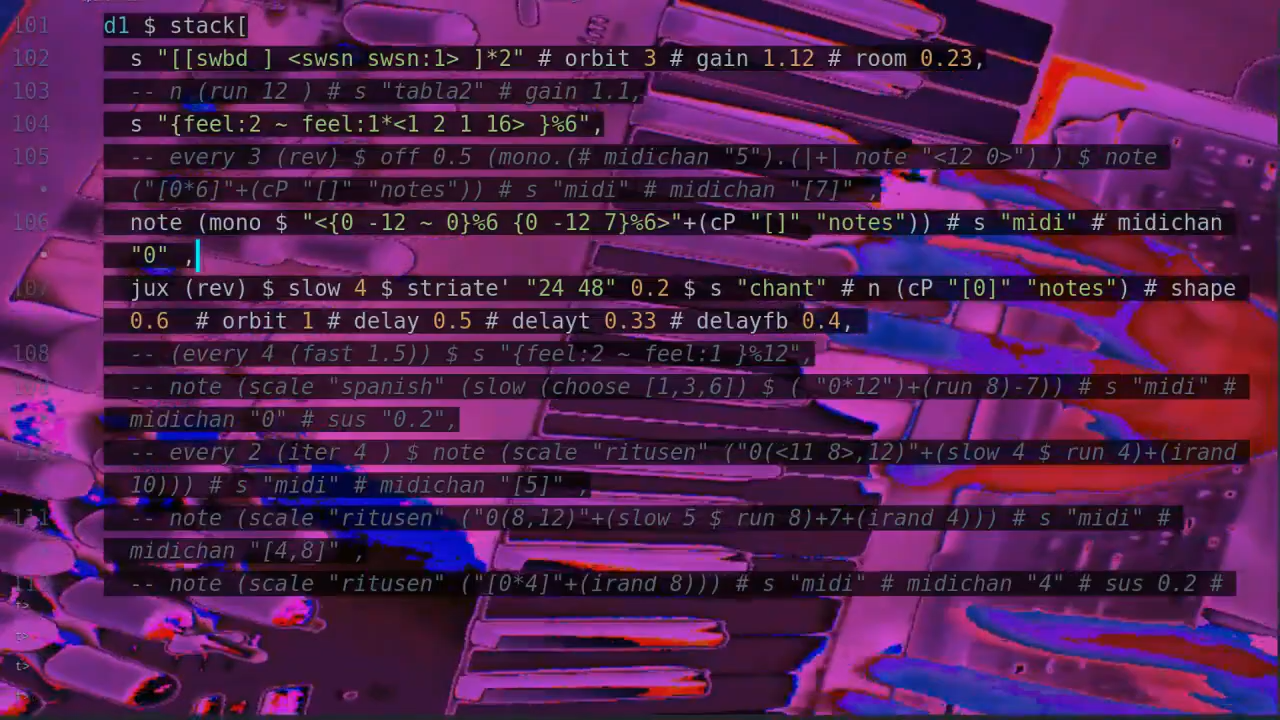 101 d1 $ stack[
102 s "[[swbd ] <swsn swsn:1> ]*2" # orbit 3 # gain 1.12 # room 0.23,
103 -- n (run 12 ) # s "tabla2" # gain 1.1,
104 s "{feel:2 ~ feel:1*<1 2 1 16> }%6",
105 -- every 3 (rev) $ off 0.5 (mono.(# midichan "5").(|+| note "<12 0>") ) $ note
("[0*6]"+(cP "[]" "notes")) # s "midi" # midichan "[7]" ,
106 note (mono $ "<{0 -12 ~ 0}%6 {0 -12 7}%6>"+(cP "[]" "notes")) # s "midi" # midichan
"0" ,
107 jux (rev) $ slow 4 $ striate' "24 48" 0.2 $ s "chant" # n (cP "[0]" "notes") # shape
0.6  # orbit 1 # delay 0.5 # delayt 0.33 # delayfb 0.4,
108 -- (every 4 (fast 1.5)) $ s "{feel:2 ~ feel:1 }%12",
-- note (scale "spanish" (slow (choose [1,3,6]) $ ( "0*12")+(run 8)-7)) # s "midi" #
midichan "0" # sus "0.2",
-- every 2 (iter 4 ) $ note (scale "ritusen" ("0(<11 8>,12)"+(slow 4 $ run 4)+(irand
10))) # s "midi" # midichan "[5]" ,
111 -- note (scale "ritusen" ("0(8,12)"+(slow 5 $ run 8)+7+(irand 4))) # s "midi" #
midichan "[4,8]" ,
-- note (scale "ritusen" ("[0*4]"+(irand 8))) # s "midi" # midichan "4" # sus 0.2 #
t>
t>
t>
t>